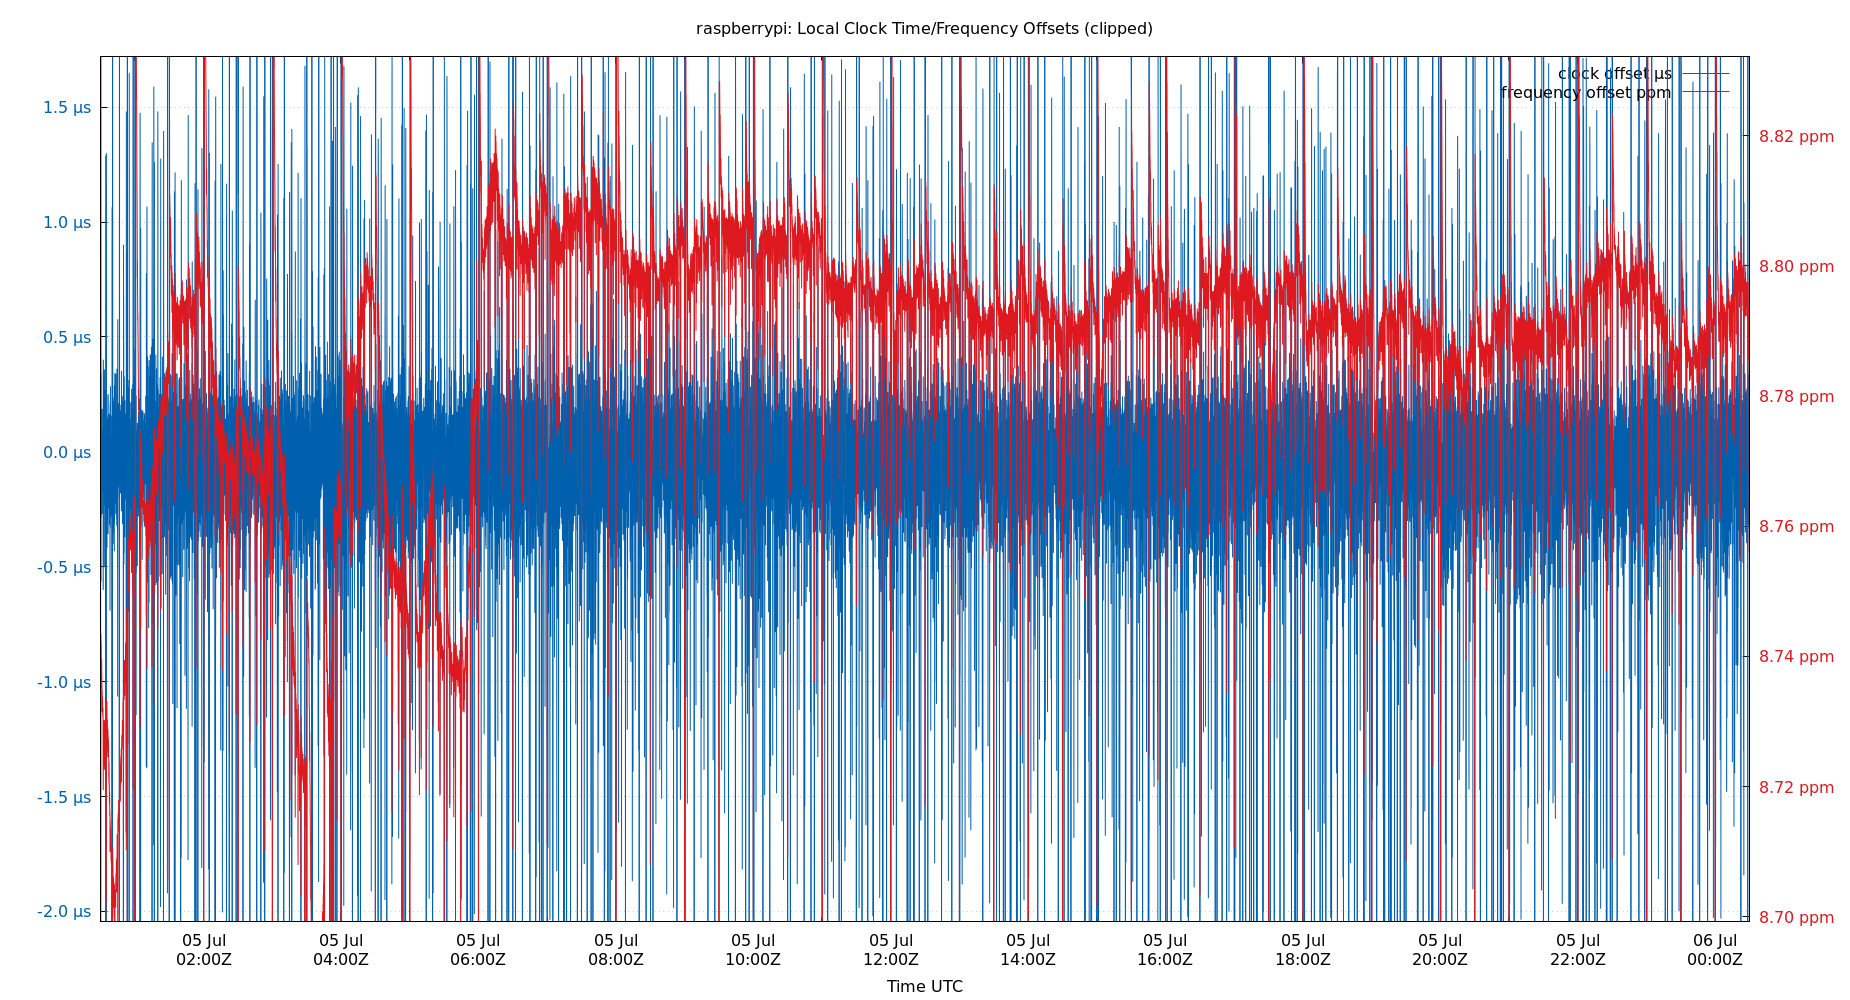 raspberrypi: Local Clock Time/Frequency Offsets (clipped)
clock offset µs
frequency offset ppm
1.5 µs
1.0 µs
0.5 µs
0.0 µs
-0.5 µs
-1.0 µs
-1.5 µs
-2.0 µs
8.82 ppm
8.80 ppm
8.78 ppm
8.76 ppm
8.74 ppm
8.72 ppm
8.70 ppm
05 Jul 05 Jul 05 Jul 05 Jul 05 Jul 05 Jul 05 Jul 05 Jul 05 Jul 05 Jul 05 Jul 06 Jul
02:00Z 04:00Z 06:00Z 08:00Z 10:00Z 12:00Z 14:00Z 16:00Z 18:00Z 20:00Z 22:00Z 00:00Z
Time UTC